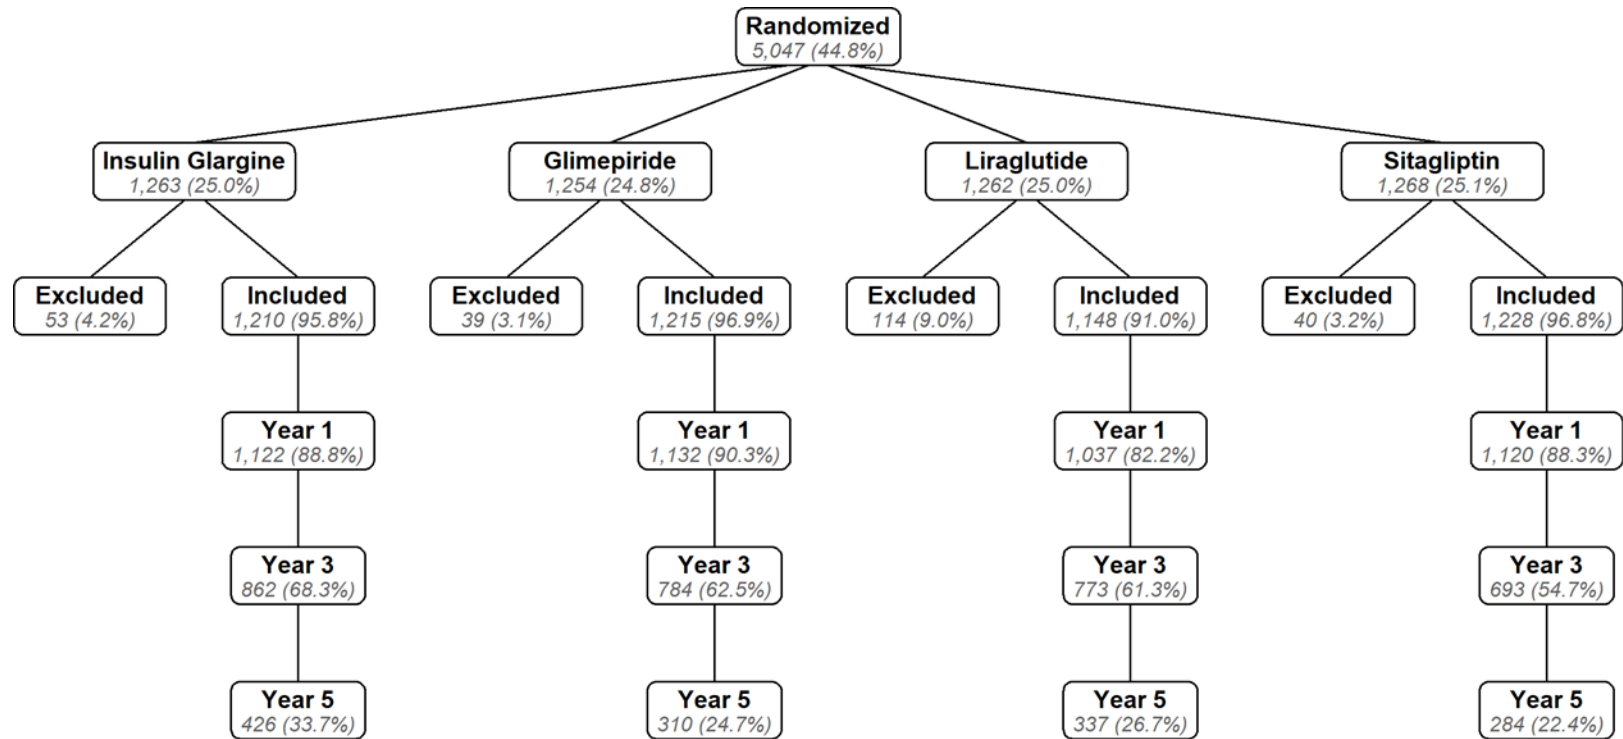 Randomized
5,047 (44.8%)
Insulin Glargine
1,263 (25.0%)
Glimepiride
1,254 (24.8%)
Liraglutide
1,262 (25.0%)
Sitagliptin
1,268 (25.1%)
Excluded
53 (4.2%)
Included
1,210 (95.8%)
Excluded
39 (3.1%)
Included
1,215 (96.9%)
Excluded
114 (9.0%)
Included
1,148 (91.0%)
Excluded
40 (3.2%)
Included
1,228 (96.8%)
Year 1
1,122 (88.8%)
Year 1
1,132 (90.3%)
Year 1
1,037 (82.2%)
Year 1
1,120 (88.3%)
Year 3
862 (68.3%)
Year 3
784 (62.5%)
Year 3
773 (61.3%)
Year 3
693 (54.7%)
Year 5
426 (33.7%)
Year 5
310 (24.7%)
Year 5
337 (26.7%)
Year 5
284 (22.4%)